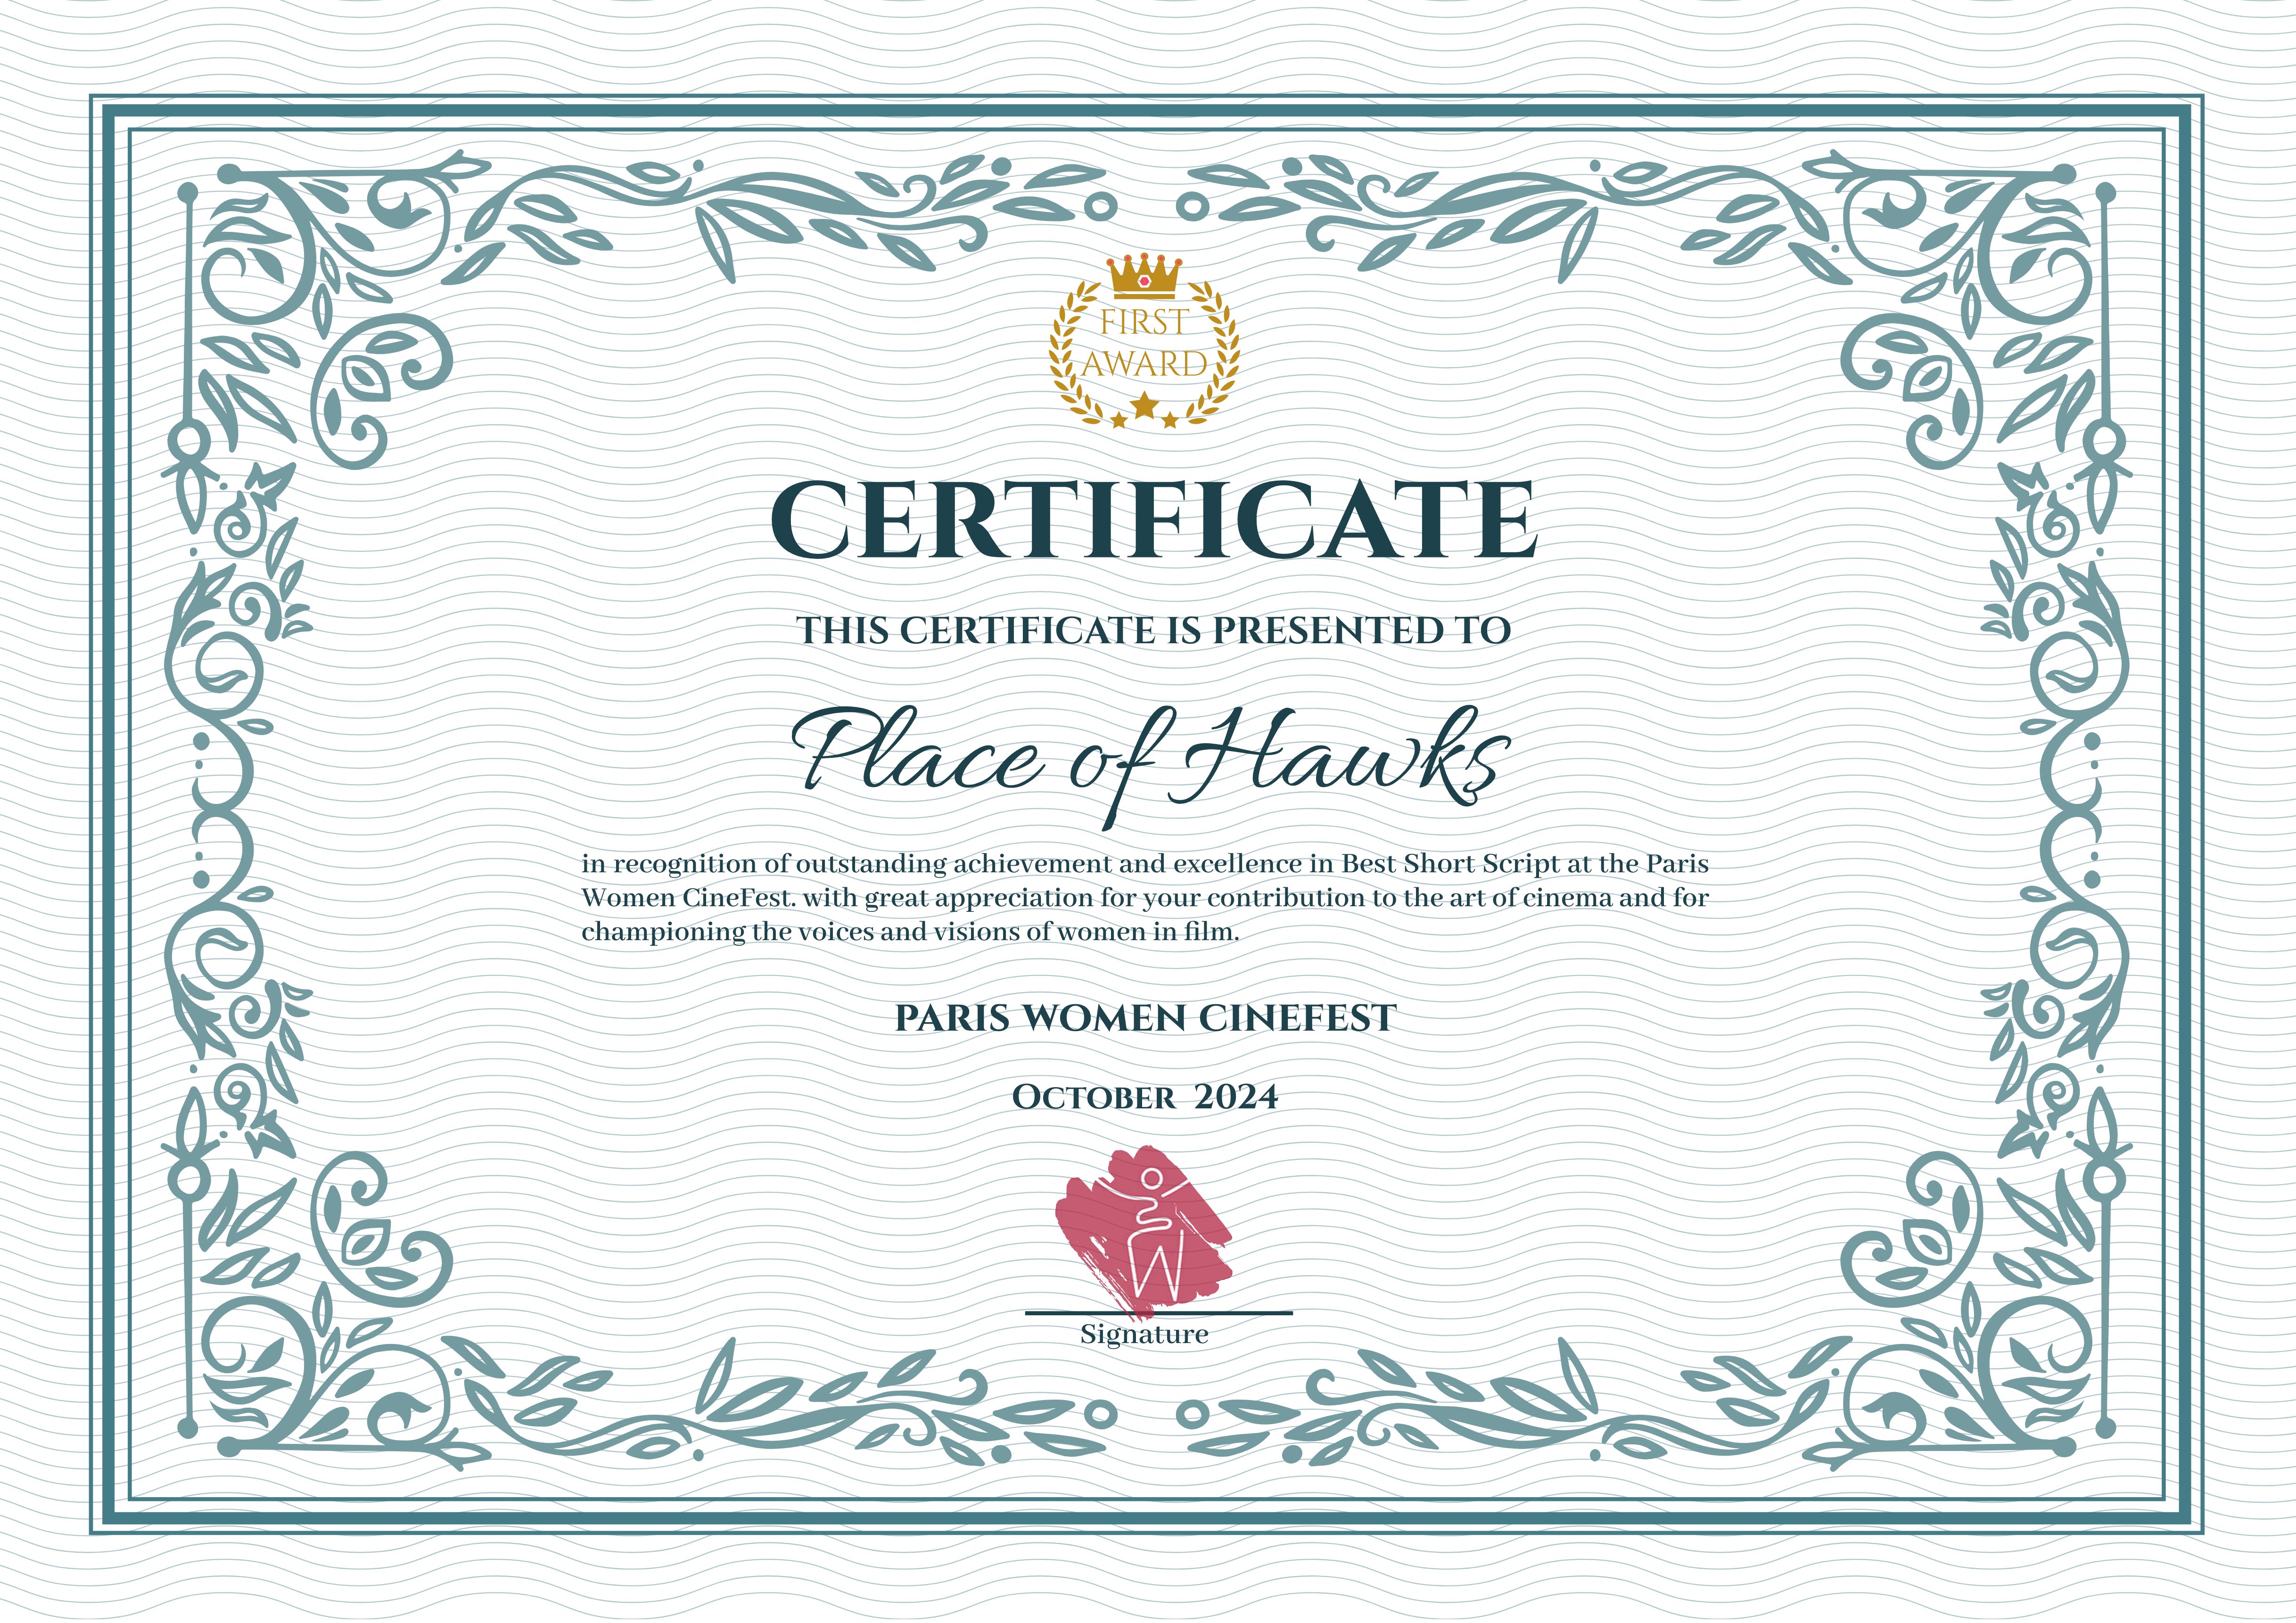 FIRST
AWARD
CERTIFICATE
THIS CERTIFICATE IS PRESENTED TO
Place of Hawks
in recognition of outstanding achievement and excellence in Best Short Script at the Paris
Women CineFest. with great appreciation for your contribution to the art of cinema and for
championing the voices and visions of women in film.
PARIS WOMEN CINEFEST
October 2024
Signature